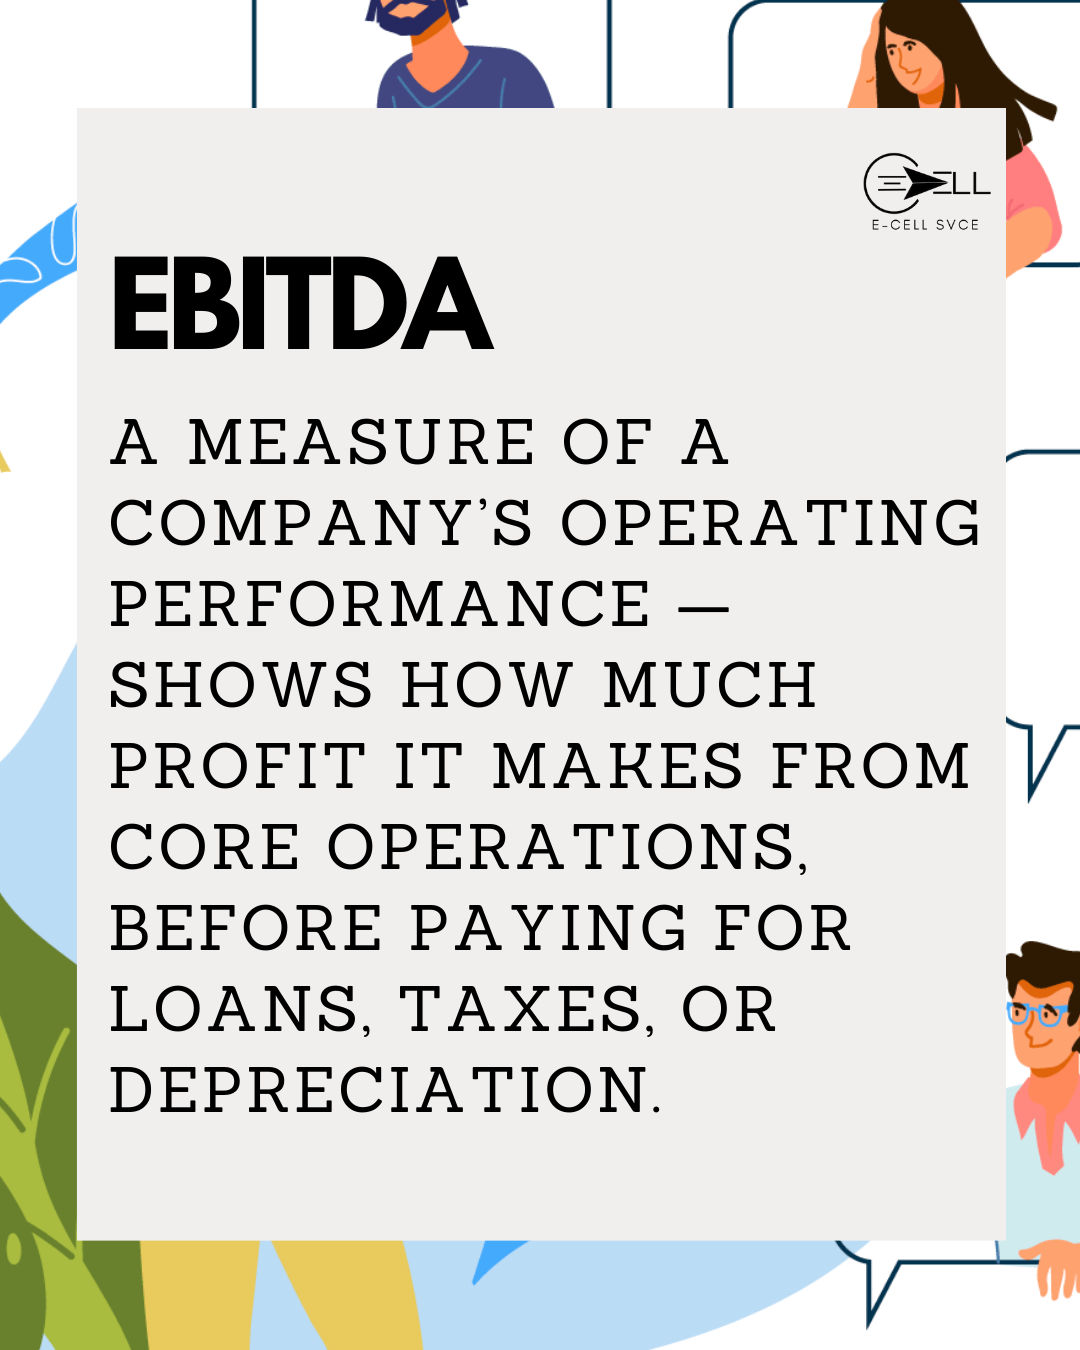 ELL
E-CELL SVCE
EBITDA
A MEASURE OF A
COMPANY'S OPERATING
PERFORMANCE —
SHOWS HOW MUCH
PROFIT IT MAKES FROM
CORE OPERATIONS,
BEFORE PAYING FOR
LOANS, TAXES, OR
DEPRECIATION.